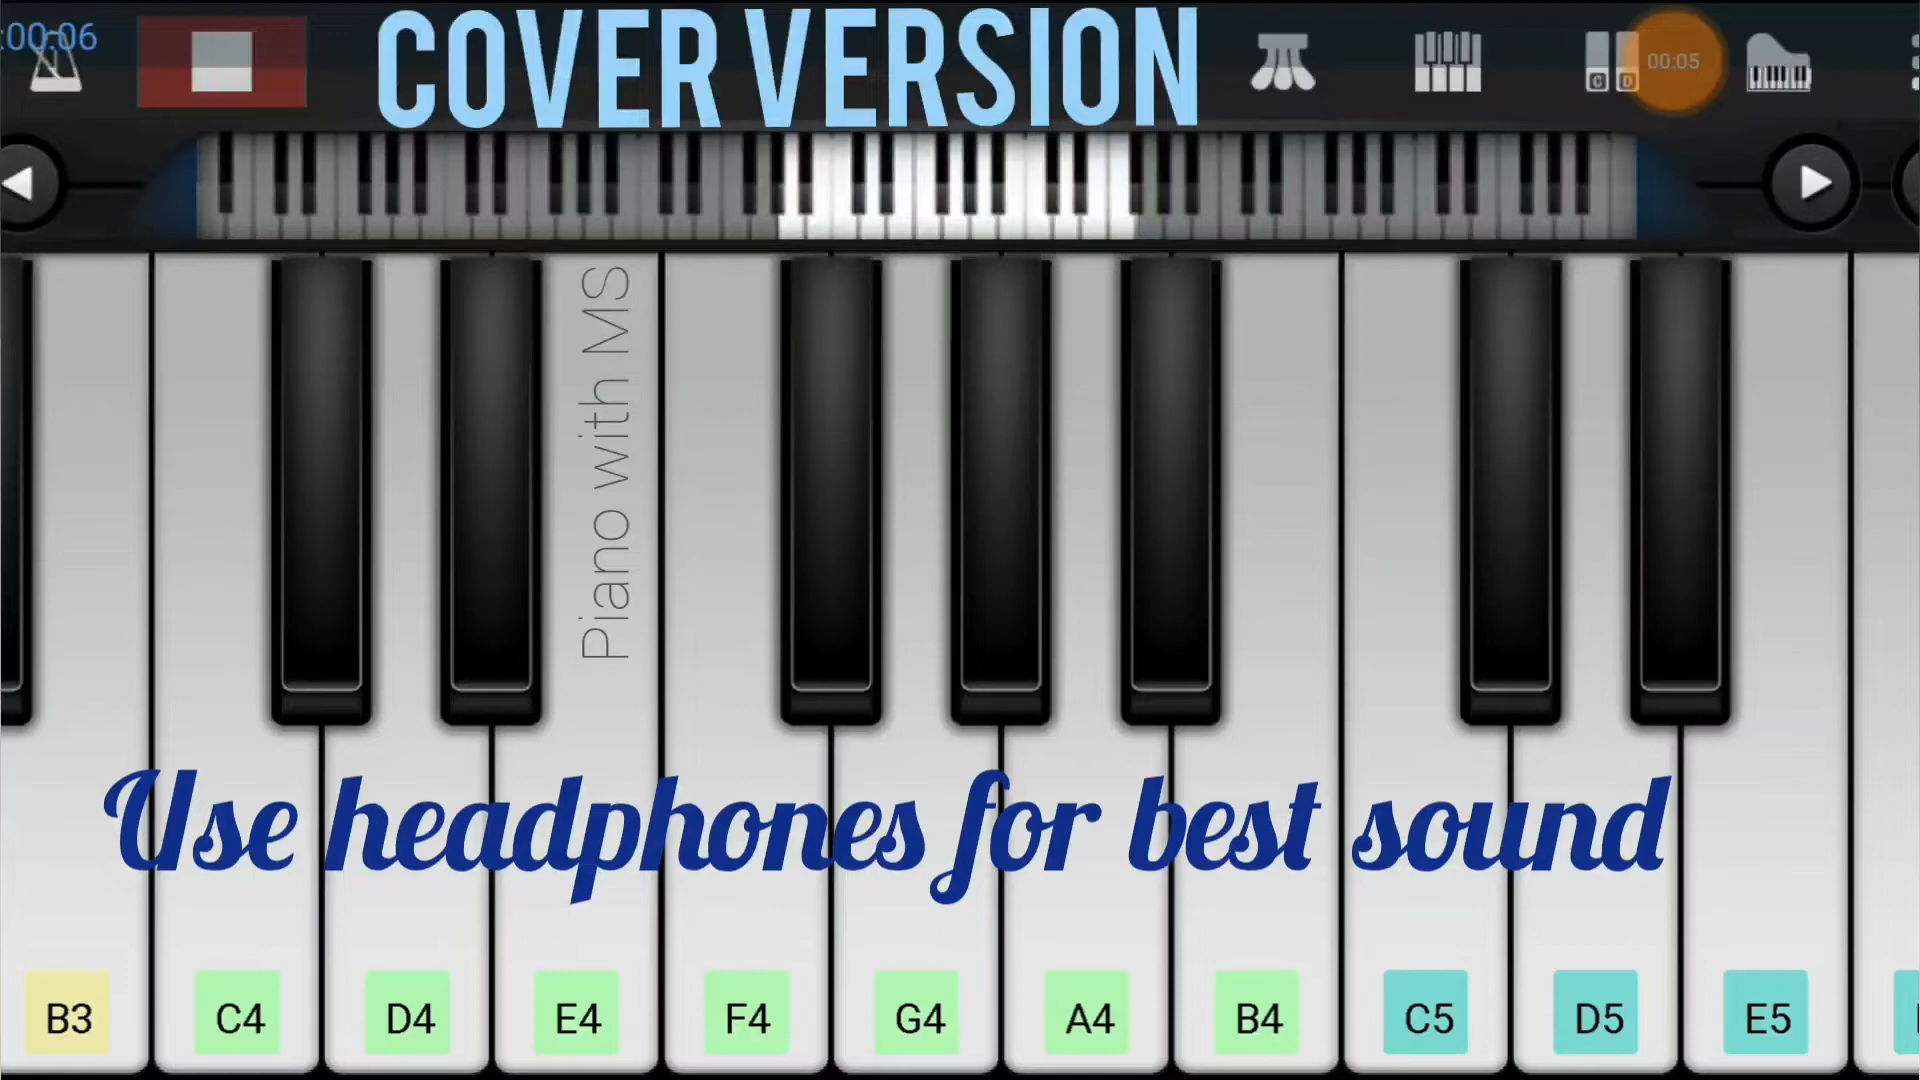 :00:06
COVER VERSION
C D
00:05
Piano with MS
Use headphones for best sound
B3 C4 D4 E4 F4 G4 A4 B4 C5 D5 E5